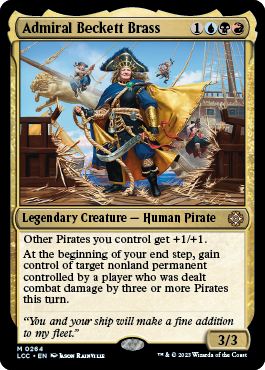 Admiral Beckett Brass 1
Legendary Creature — Human Pirate
Other Pirates you control get +1/+1.
At the beginning of your end step, gain
control of target nonland permanent
controlled by a player who was dealt
combat damage by three or more Pirates
this turn.
"You and your ship will make a fine addition
to my fleet."
3/3
M 0264
LCC • EN Jason Rainville
™ & © 2023 Wizards of the Coast